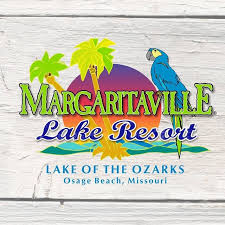 MARGARITAVILLE
Lake Resort
LAKE OF THE OZARKS
Osage Beach, Missouri